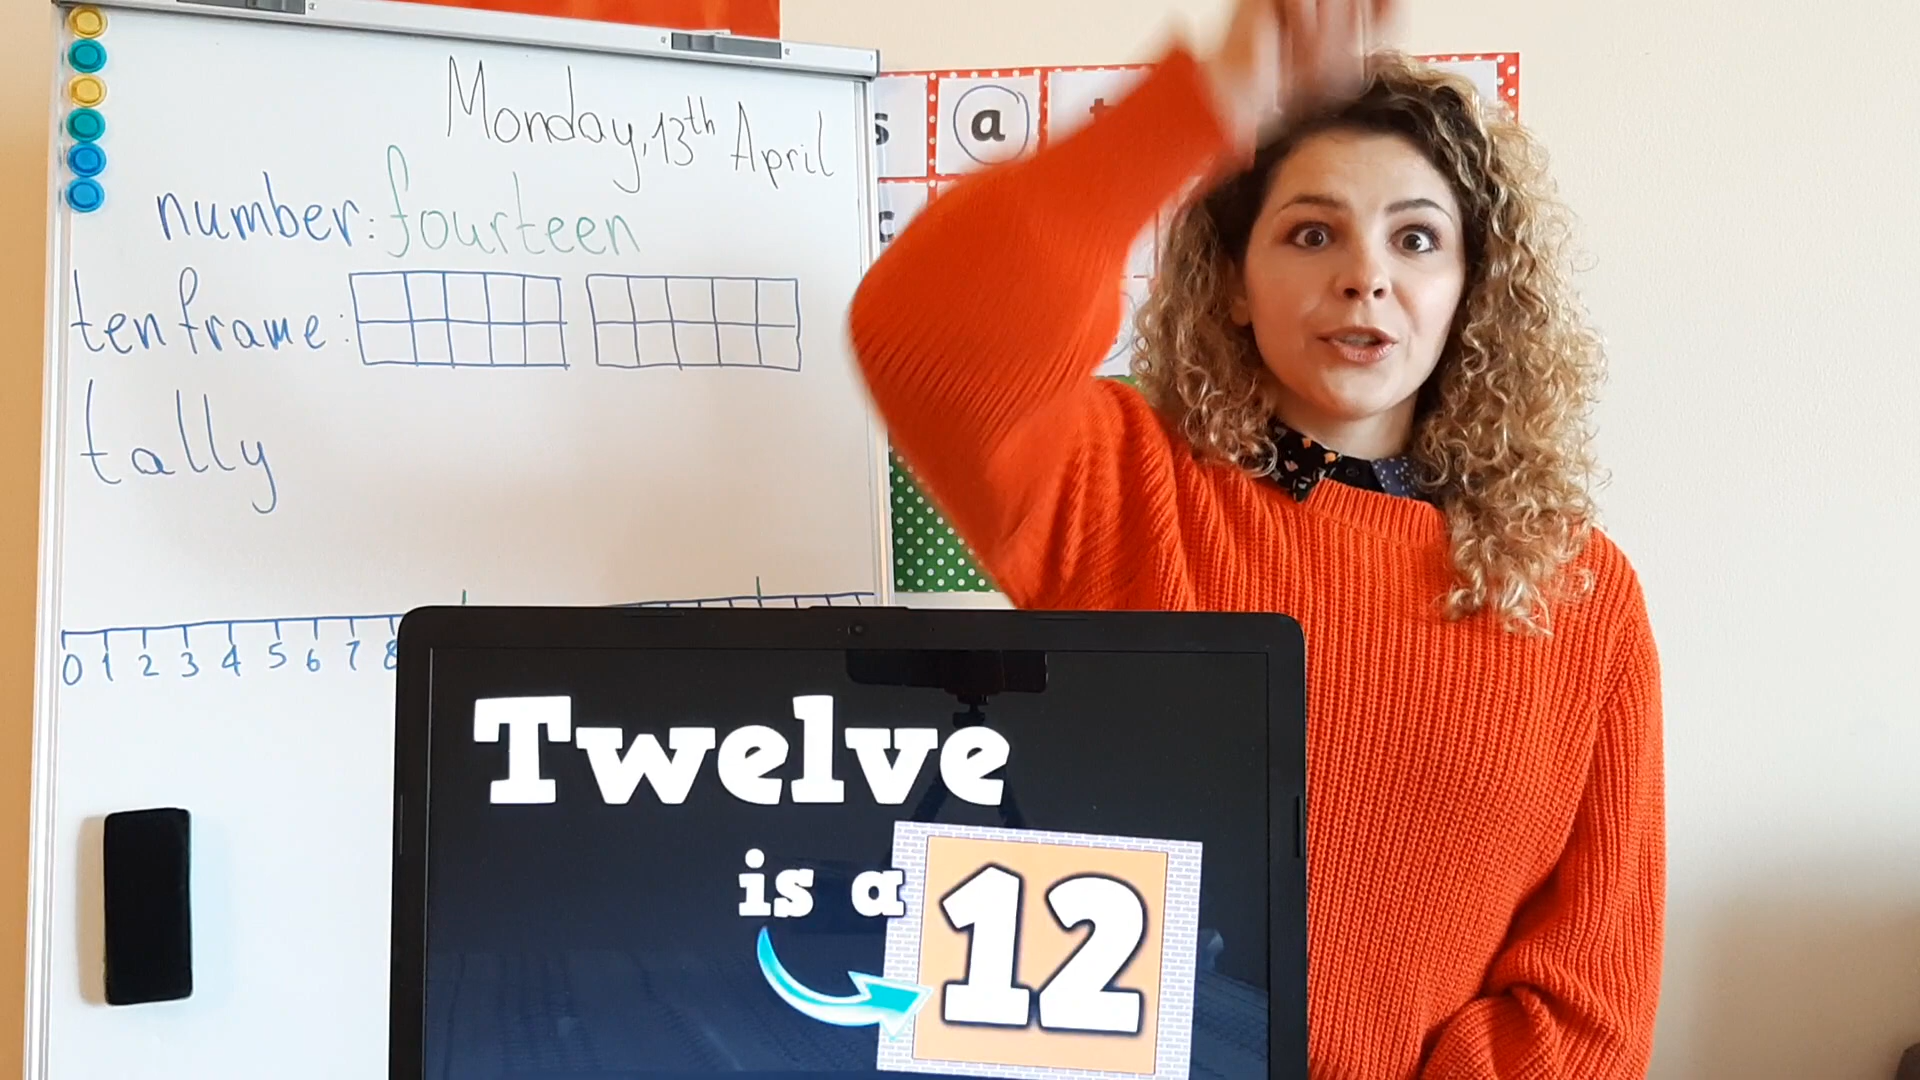 Monday, 13th April
number: fourteen
ten frame:
tally
0 1 2 3 4 5 6 7 8
s a t
c
Twelve
is a
12